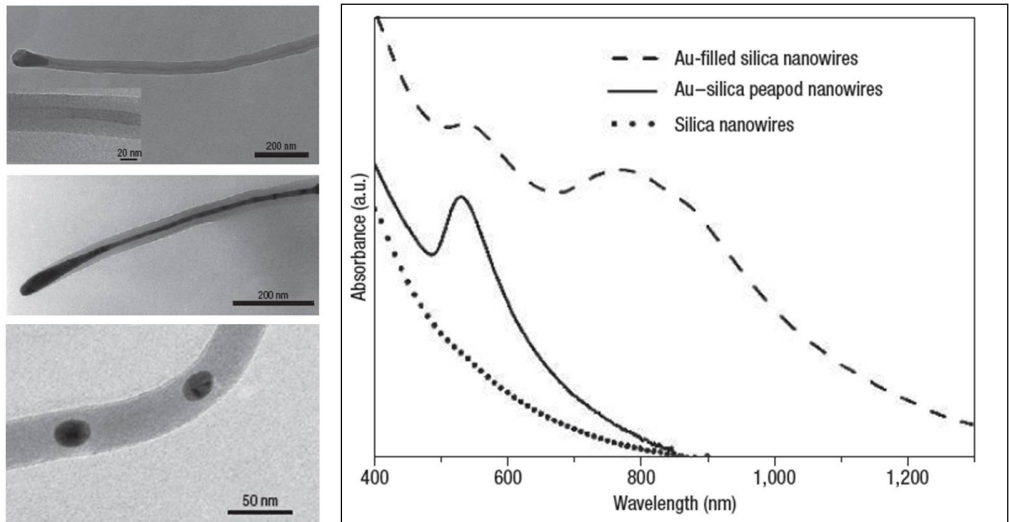 20 nm
200 nm
200 nm
50 nm
Au-filled silica nanowires
Au–silica peapod nanowires
Silica nanowires
Absorbance (a.u.)
400
600
800
1,000
1,200
Wavelength (nm)